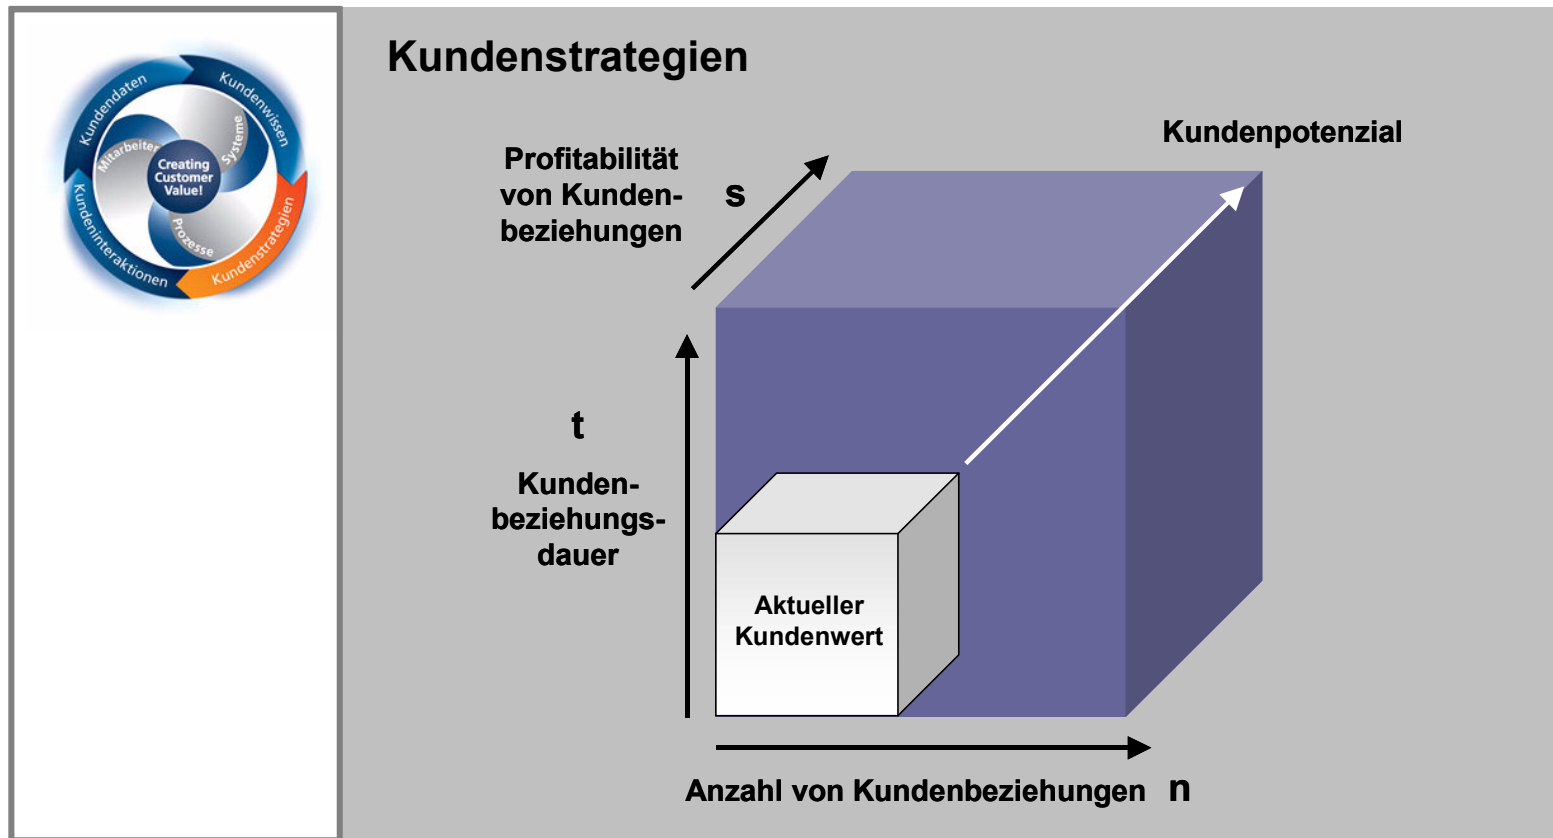 Kundenstrategien
Kundendaten
Kundenwissen
Mitarbeiter
Systeme
Creating
Customer
Value!
Prozesse
Kundeninteraktionen
Kundenstrategien
Kundenpotenzial
Profitabilität
von Kunden-
beziehungen
s
t
Kunden-
beziehungs-
dauer
Aktueller
Kundenwert
Anzahl von Kundenbeziehungen n